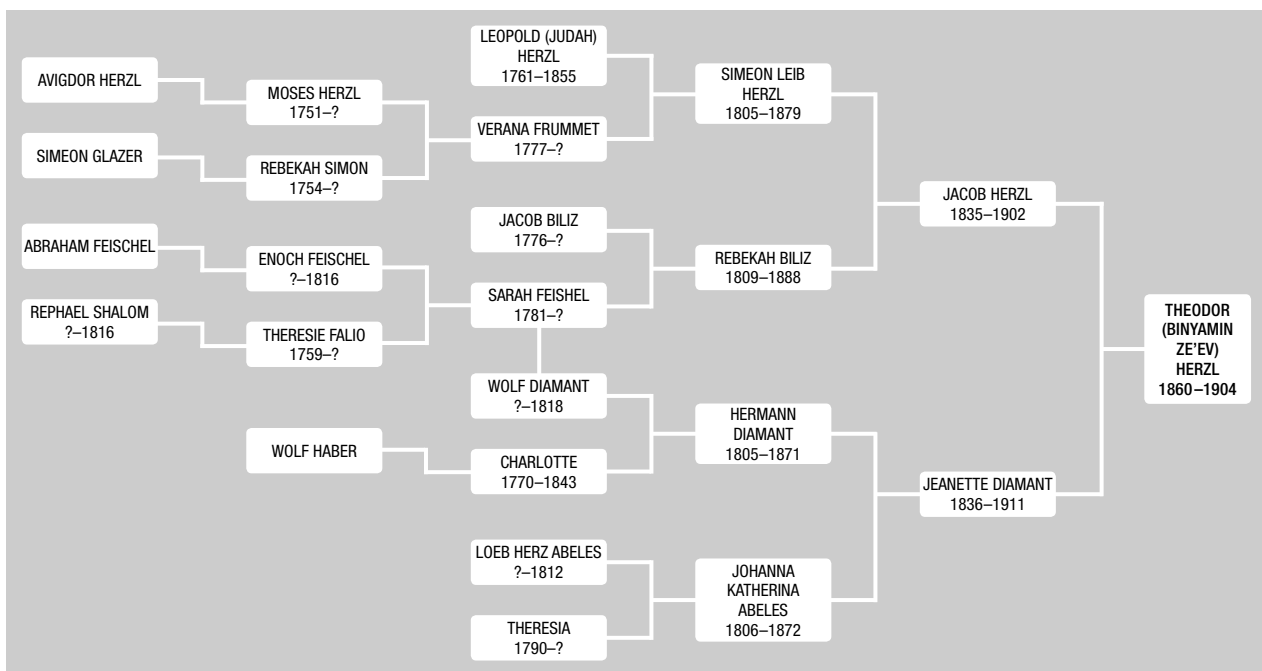 AVIGDOR HERZL
SIMEON GLAZER
ABRAHAM FEISCHEL
REPHAEL SHALOM
?–1816
MOSES HERZL
1751–?
REBEKAH SIMON
1754–?
ENOCH FEISCHEL
?–1816
THERESIE FALIO
1759–?
WOLF HABER
LEOPOLD (JUDAH)
HERZL
1761–1855
VERANA FRUMMET
1777–?
JACOB BILIZ
1776–?
SARAH FEISHEL
1781–?
WOLF DIAMANT
?–1818
CHARLOTTE
1770–1843
LOEB HERZ ABELES
?–1812
THERESIA
1790–?
SIMEON LEIB
HERZL
1805–1879
REBEKAH BILIZ
1809–1888
HERMANN
DIAMANT
1805–1871
JOHANNA
KATHERINA
ABELES
1806–1872
JACOB HERZL
1835–1902
JEANETTE DIAMANT
1836–1911
THEODOR
(BINYAMIN
ZE’EV)
HERZL
1860–1904